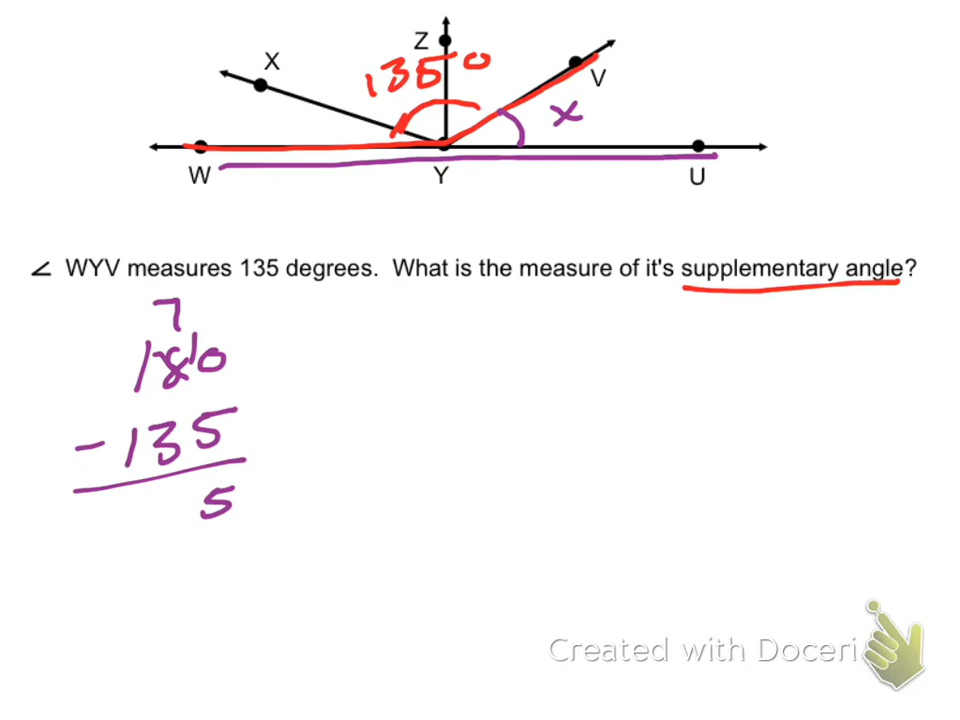 Z
X
135°
V
x
W
Y
U
∠ WYV measures 135 degrees. What is the measure of it's supplementary angle?
7
1810
- 135
5
Created with Doceri